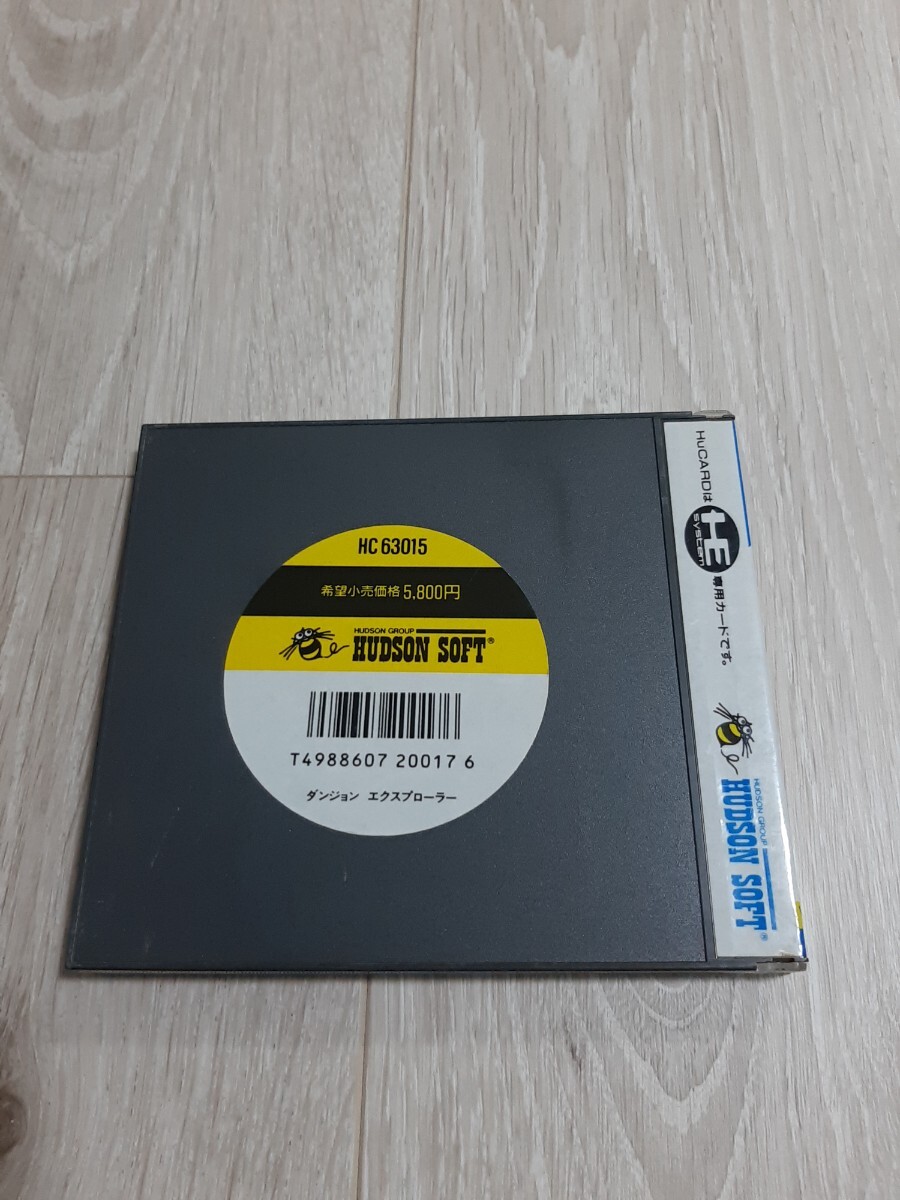 HC 63015
希望小売価格 5,800円
HUDSON GROUP
HUDSON SOFT®
T4988607 20017 6
ダンジョン エクスプローラー
HuCARDは HE system 専用カードです。
HUDSON GROUP
HUDSON SOFT®